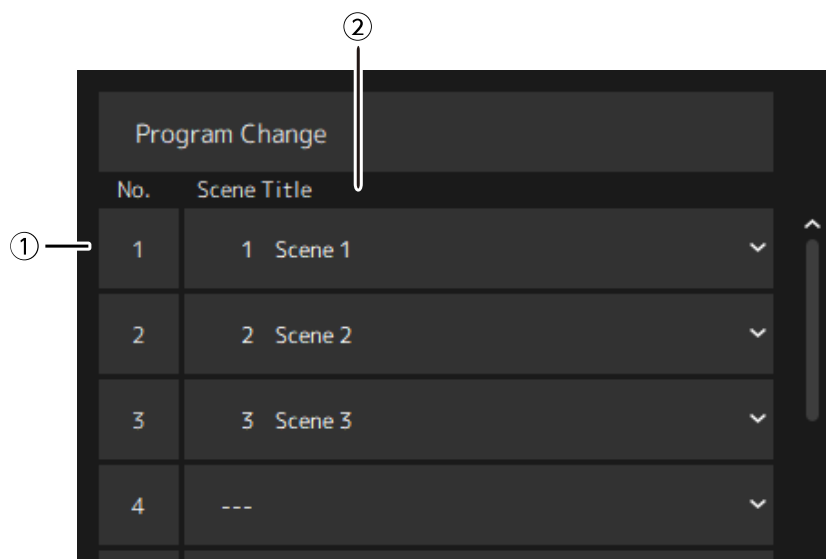 ②
Program Change
No. Scene Title
① 1 1 Scene 1
2 2 Scene 2
3 3 Scene 3
4 ---